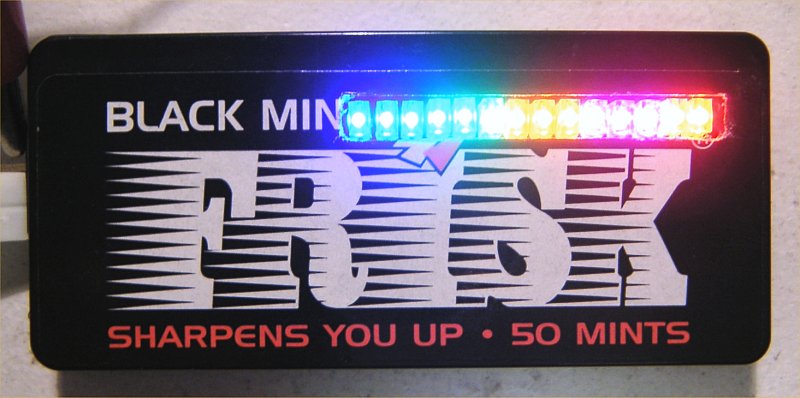 BLACK MIN
FRISK
SHARPENS YOU UP • 50 MINTS